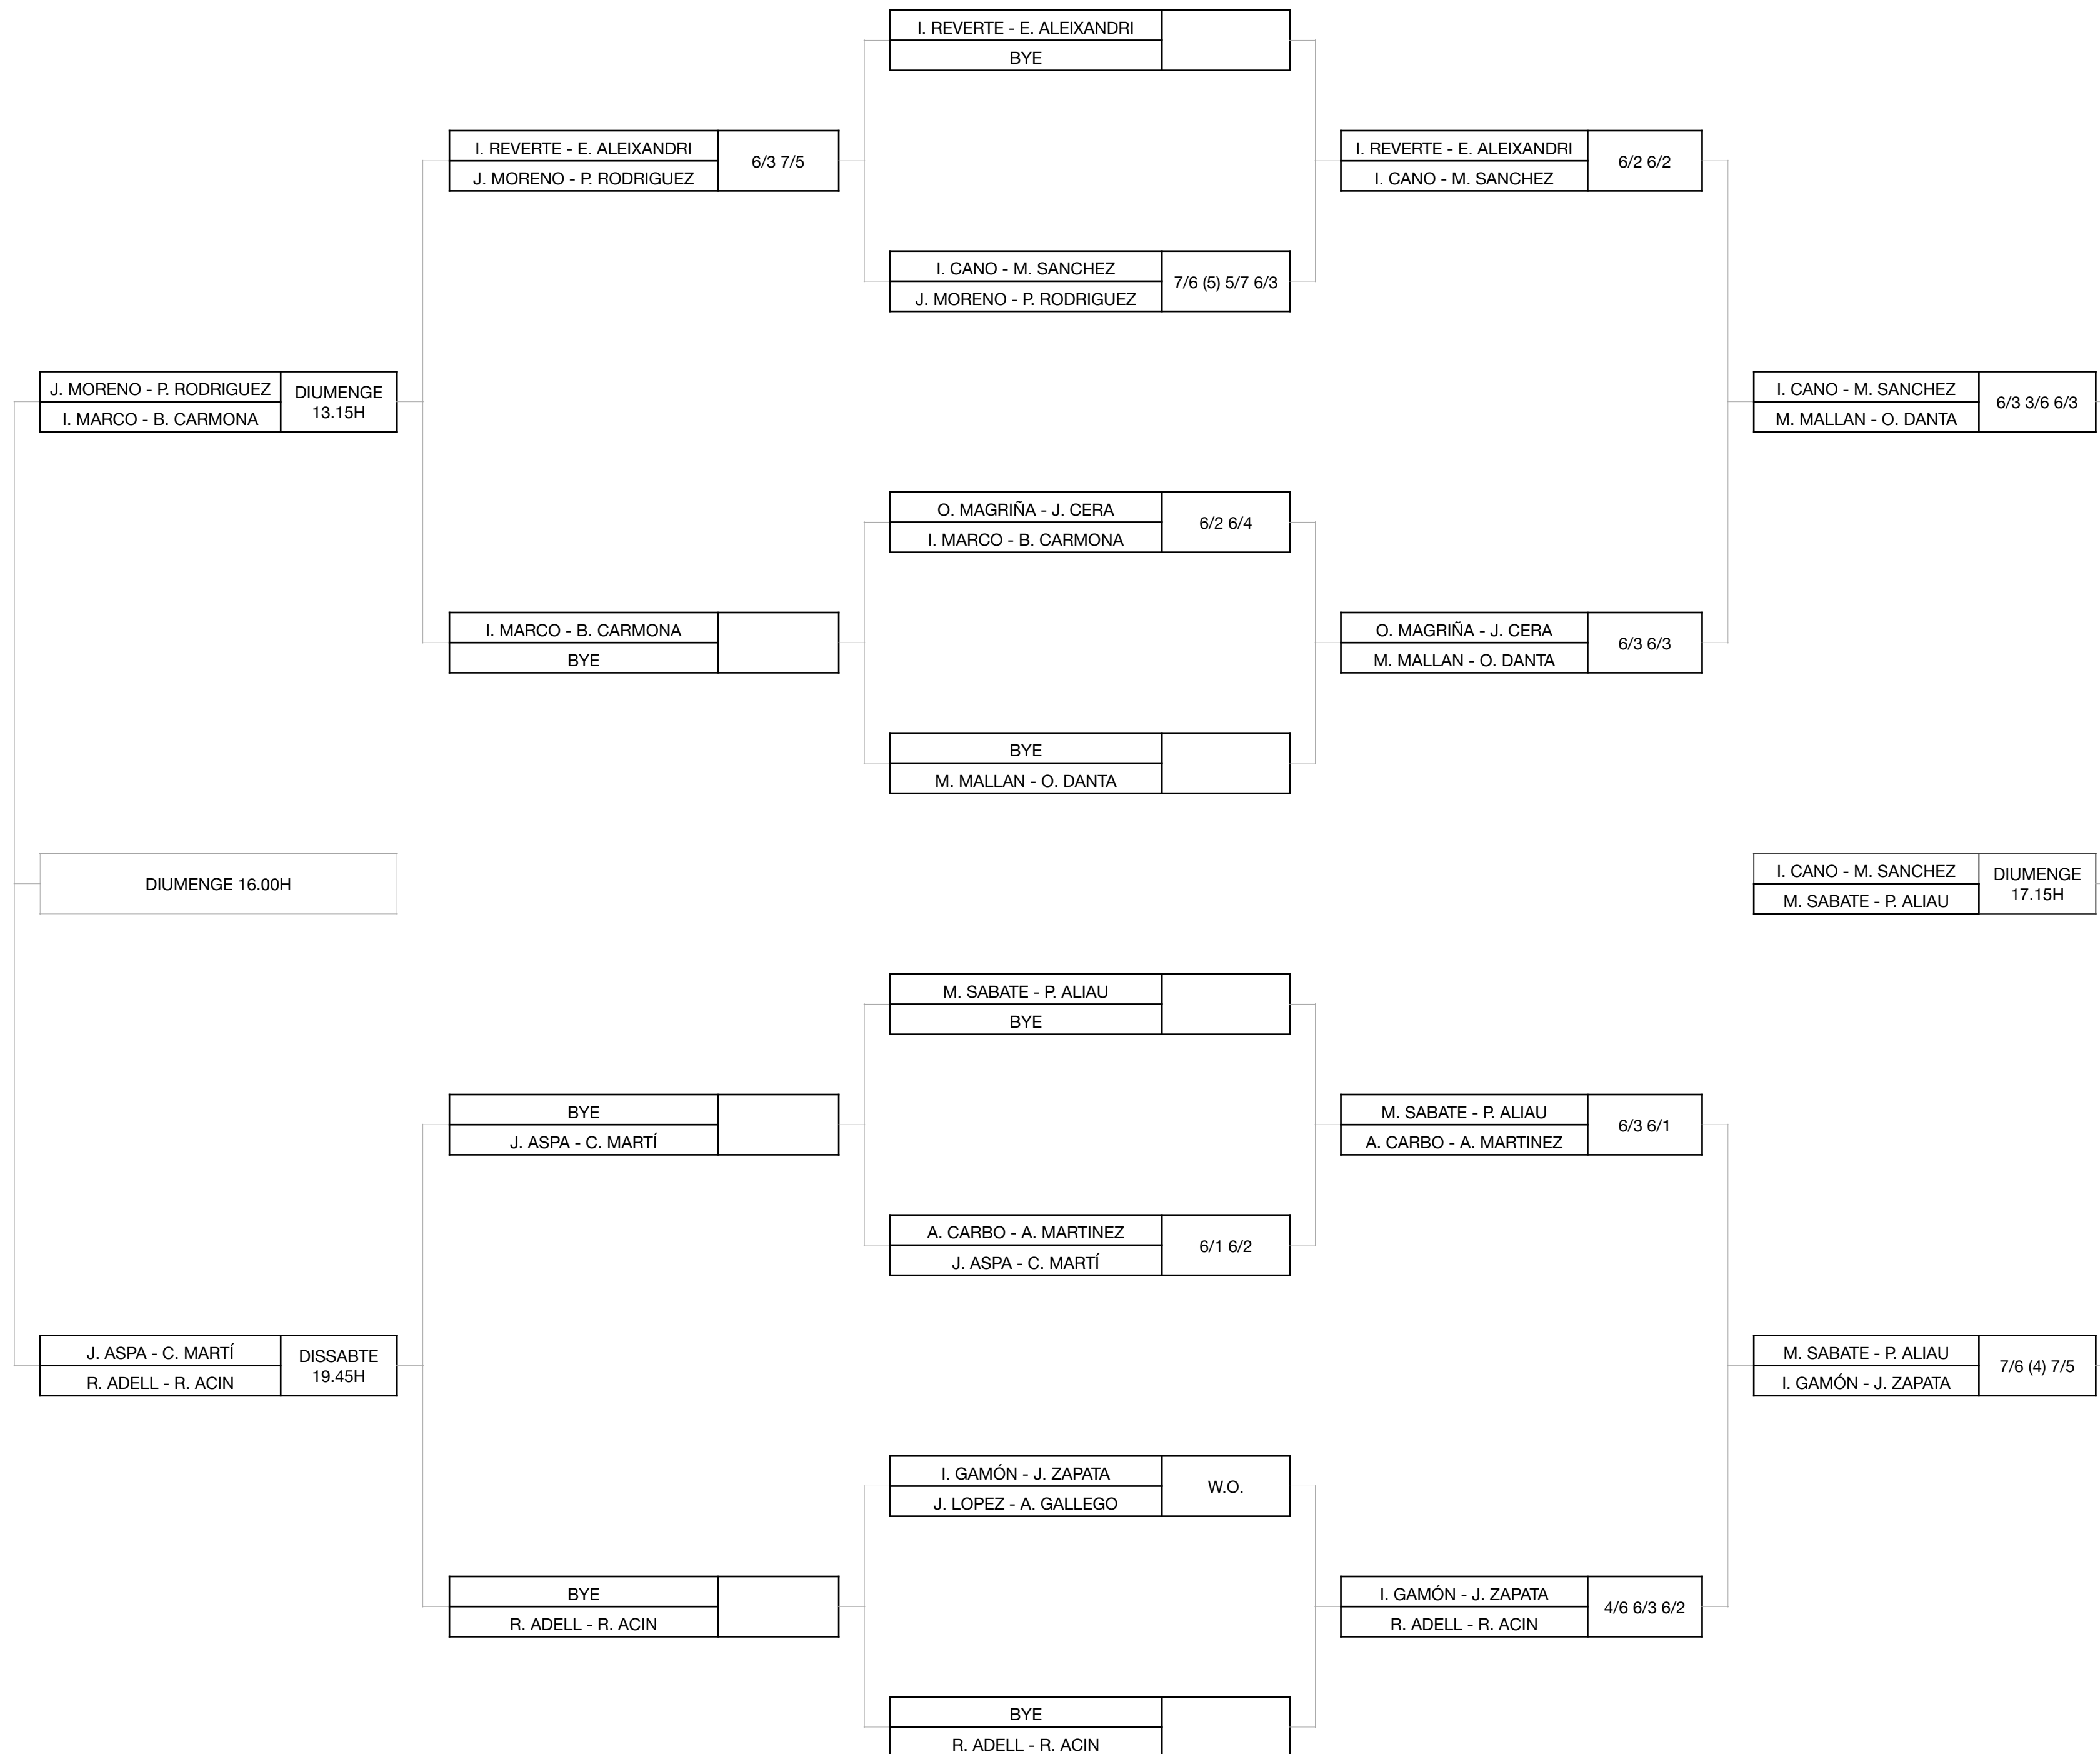 I. REVERTE - E. ALEIXANDRI
BYE
I. REVERTE - E. ALEIXANDRI
J. MORENO - P. RODRIGUEZ
6/3 7/5
I. REVERTE - E. ALEIXANDRI
I. CANO - M. SANCHEZ
6/2 6/2
I. CANO - M. SANCHEZ
J. MORENO - P. RODRIGUEZ
7/6 (5) 5/7 6/3
J. MORENO - P. RODRIGUEZ
I. MARCO - B. CARMONA
DIUMENGE
13.15H
I. CANO - M. SANCHEZ
M. MALLAN - O. DANTA
6/3 3/6 6/3
O. MAGRIÑA - J. CERA
I. MARCO - B. CARMONA
6/2 6/4
I. MARCO - B. CARMONA
BYE
O. MAGRIÑA - J. CERA
M. MALLAN - O. DANTA
6/3 6/3
BYE
M. MALLAN - O. DANTA
DIUMENGE 16.00H
I. CANO - M. SANCHEZ
M. SABATE - P. ALIAU
DIUMENGE
17.15H
M. SABATE - P. ALIAU
BYE
BYE
J. ASPA - C. MARTÍ
M. SABATE - P. ALIAU
A. CARBO - A. MARTINEZ
6/3 6/1
A. CARBO - A. MARTINEZ
J. ASPA - C. MARTÍ
6/1 6/2
J. ASPA - C. MARTÍ
R. ADELL - R. ACIN
DISSABTE
19.45H
M. SABATE - P. ALIAU
I. GAMÓN - J. ZAPATA
7/6 (4) 7/5
I. GAMÓN - J. ZAPATA
J. LOPEZ - A. GALLEGO
W.O.
BYE
R. ADELL - R. ACIN
I. GAMÓN - J. ZAPATA
R. ADELL - R. ACIN
4/6 6/3 6/2
BYE
R. ADELL - R. ACIN